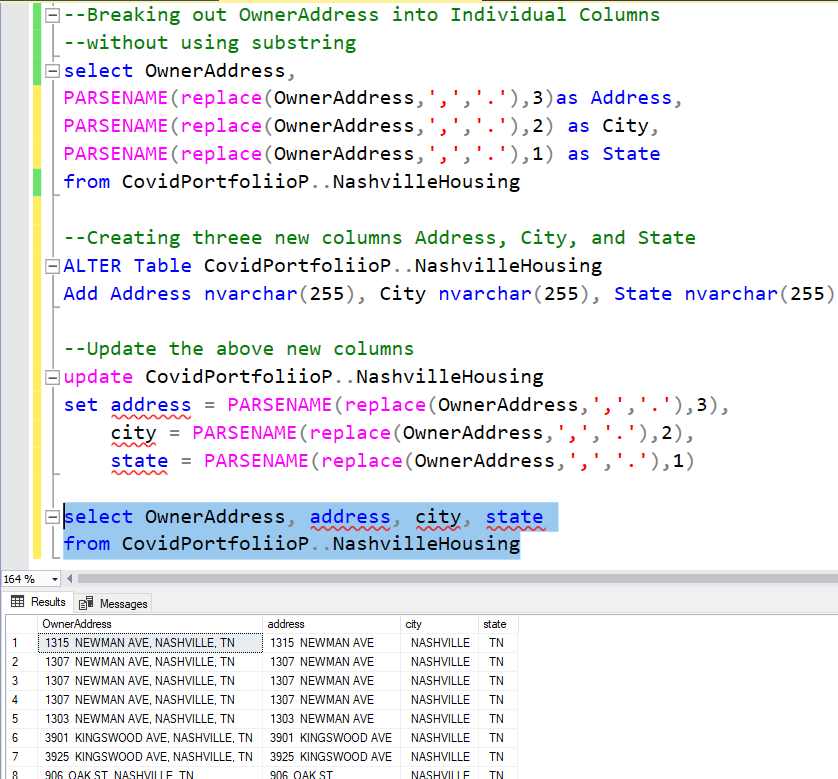 --Breaking out OwnerAddress into Individual Columns
--without using substring
select OwnerAddress,
PARSENAME(replace(OwnerAddress,',','.'),3)as Address,
PARSENAME(replace(OwnerAddress,',','.'),2) as City,
PARSENAME(replace(OwnerAddress,',','.'),1) as State
from CovidPortfoliioP..NashvilleHousing
--Creating threee new columns Address, City, and State
ALTER Table CovidPortfoliioP..NashvilleHousing
Add Address nvarchar(255), City nvarchar(255), State nvarchar(255)
--Update the above new columns
update CovidPortfoliioP..NashvilleHousing
set address = PARSENAME(replace(OwnerAddress,',','.'),3),
city = PARSENAME(replace(OwnerAddress,',','.'),2),
state = PARSENAME(replace(OwnerAddress,',','.'),1)
select OwnerAddress, address, city, state
from CovidPortfoliioP..NashvilleHousing
164 %
Results Messages
OwnerAddress address city state
1 1315 NEWMAN AVE, NASHVILLE, TN 1315 NEWMAN AVE NASHVILLE TN
2 1307 NEWMAN AVE, NASHVILLE, TN 1307 NEWMAN AVE NASHVILLE TN
3 1307 NEWMAN AVE, NASHVILLE, TN 1307 NEWMAN AVE NASHVILLE TN
4 1307 NEWMAN AVE, NASHVILLE, TN 1307 NEWMAN AVE NASHVILLE TN
5 1303 NEWMAN AVE, NASHVILLE, TN 1303 NEWMAN AVE NASHVILLE TN
6 3901 KINGSWOOD AVE, NASHVILLE, TN 3901 KINGSWOOD AVE NASHVILLE TN
7 3925 KINGSWOOD AVE, NASHVILLE, TN 3925 KINGSWOOD AVE NASHVILLE TN
8 906 OAK ST, NASHVILLE, TN 906 OAK ST NASHVILLE TN